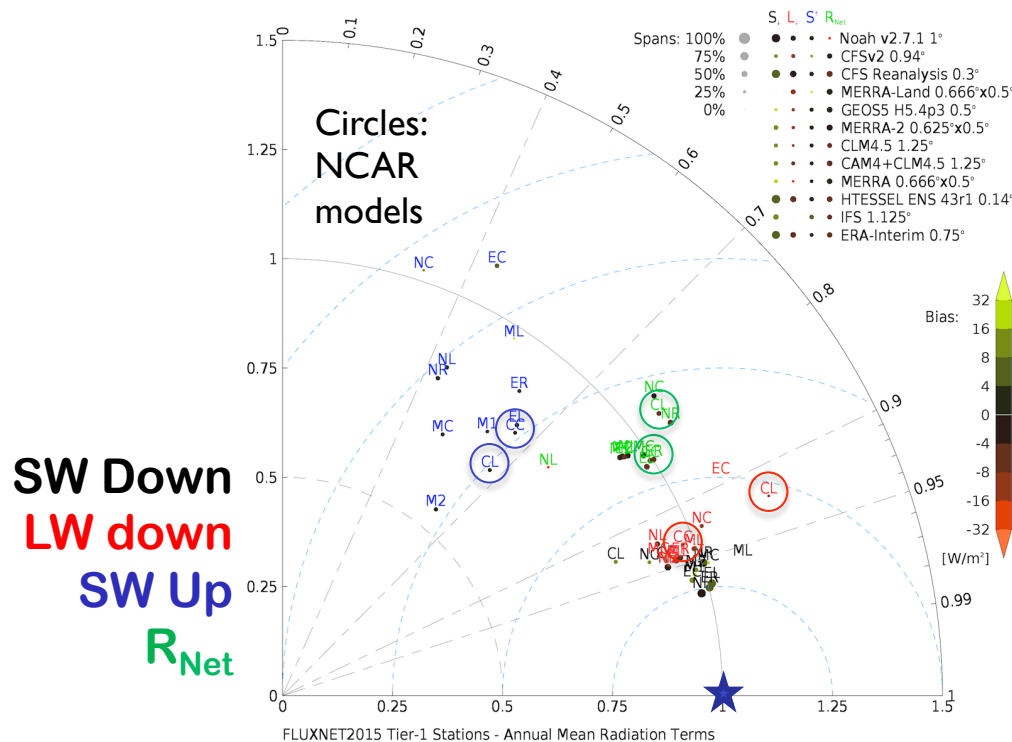 S↓ L↓ S↑ RNet
Spans: 100%
75%
50%
25%
0%
Noah v2.7.1 1°
CFSv2 0.94°
CFS Reanalysis 0.3°
MERRA-Land 0.666°x0.5°
GEOS5 H5.4p3 0.5°
MERRA-2 0.625°x0.5°
CLM4.5 1.25°
CAM4+CLM4.5 1.25°
MERRA 0.666°x0.5°
HTESSEL ENS 43r1 0.14°
IFS 1.125°
ERA-Interim 0.75°
Circles:
NCAR
models
Bias:
32
16
8
4
0
-4
-8
-16
-32
[W/m²]
0 0.1 0.2 0.3 0.4 0.5 0.6 0.7 0.8 0.9 0.95 0.99 1
1.5
1.25
1
0.75
0.5
0.25
0
NC EC
ML
NL
NR ER
MC M1 CC
CL NL
M2
NC
CL
NR
EC
CL
NC
NL CC
ML
CL ML
SW Down
LW down
SW Up
RNet
0 0.25 0.5 0.75 1 1.25 1.5
FLUXNET2015 Tier-1 Stations - Annual Mean Radiation Terms